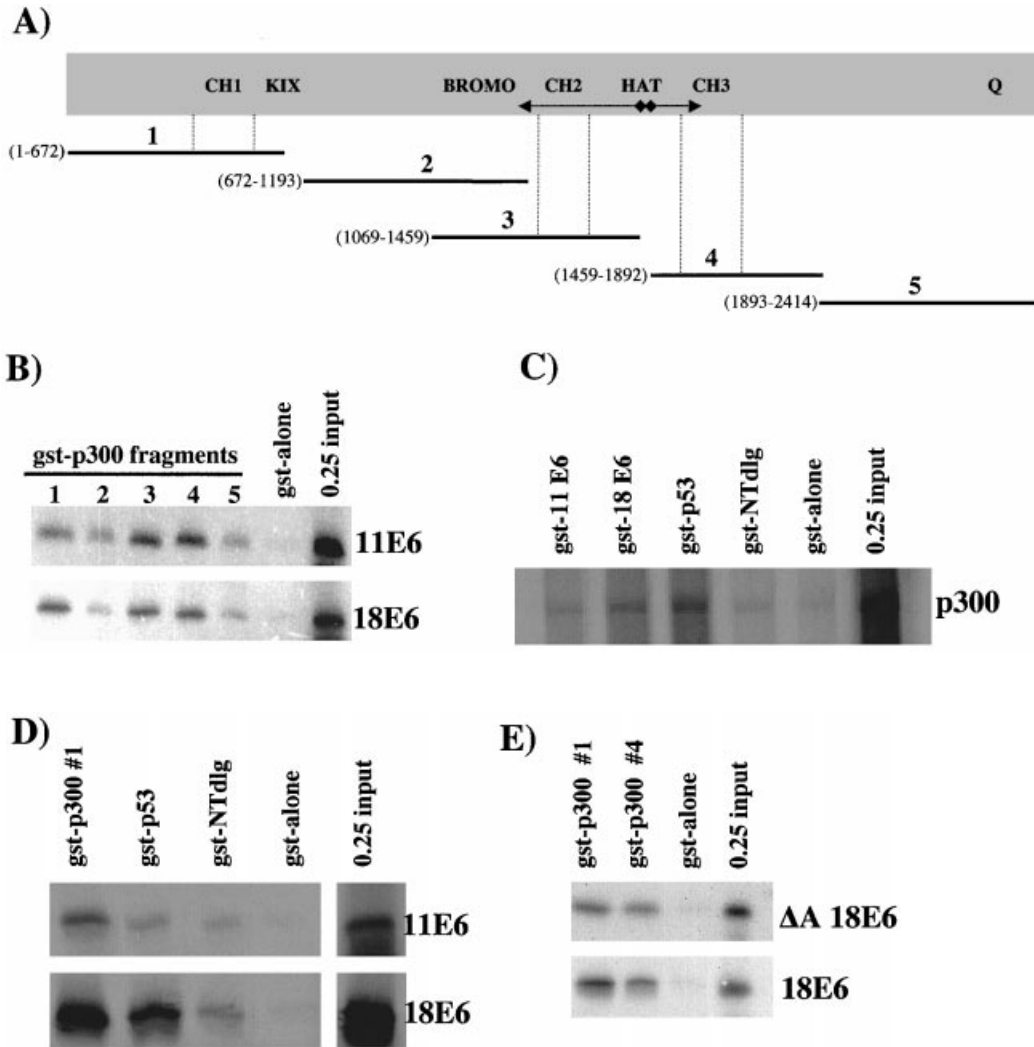 A)
CH1 KIX BROMO CH2 HAT CH3 Q
(1-672) 1
(672-1193) 2
(1069-1459) 3
(1459-1892) 4
(1893-2414) 5
B)
gst-p300 fragments
1 2 3 4 5 gst-alone 0.25 input
11E6
18E6
C)
gst-11 E6 gst-18 E6 gst-p53 gst-NTdlg gst-alone 0.25 input
p300
D)
gst-p300 #1 gst-p53 gst-NTdlg gst-alone 0.25 input
11E6
18E6
E)
gst-p300 #1 gst-p300 #4 gst-alone 0.25 input
ΔA 18E6
18E6